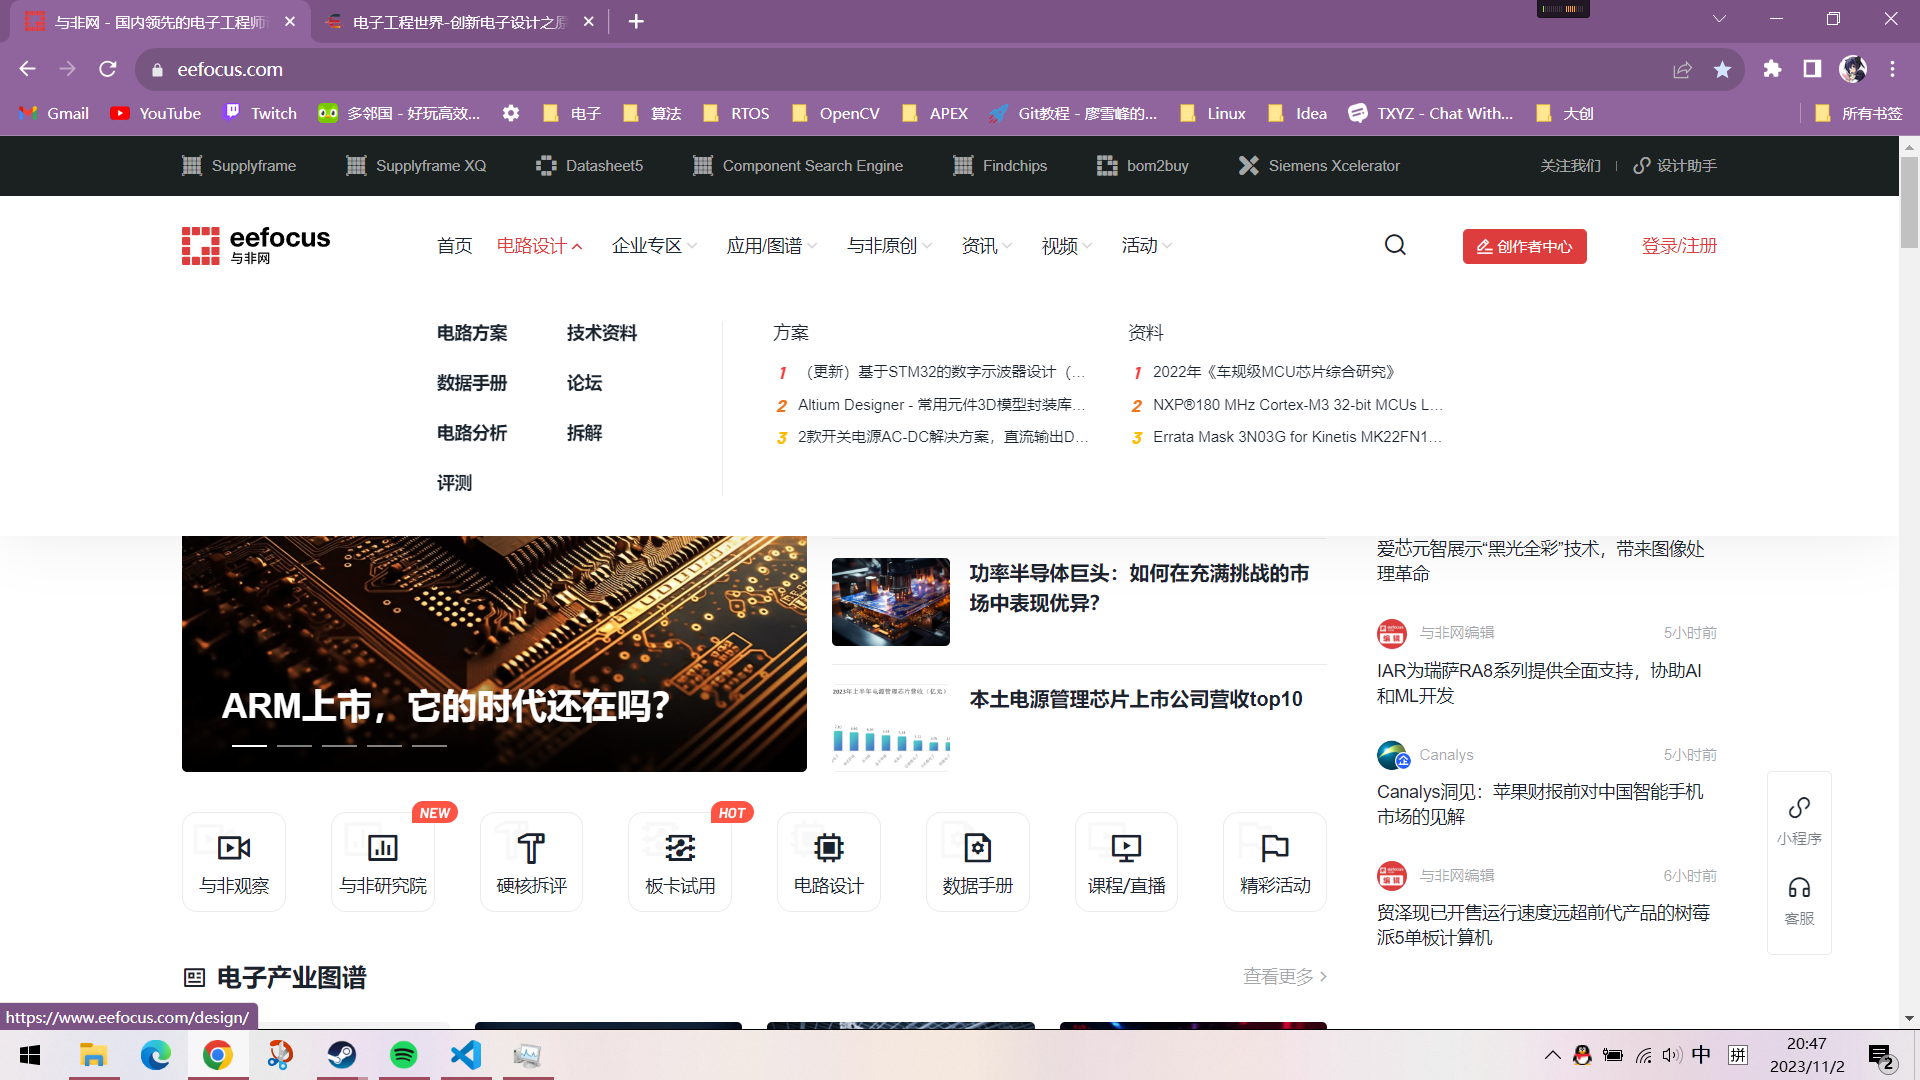 与非网 - 国内领先的电子工程师
电子工程世界-创新电子设计之
eefocus.com
Gmail
YouTube
Twitch
多邻国 - 好玩高效...
电子
算法
RTOS
OpenCV
APEX
Git教程 - 廖雪峰的...
Linux
Idea
TXYZ - Chat With...
大创
所有书签
Supplyframe
Supplyframe XQ
Datasheet5
Component Search Engine
Findchips
bom2buy
Siemens Xcelerator
关注我们
设计助手
eefocus
与非网
首页
电路设计
企业专区
应用/图谱
与非原创
资讯
视频
活动
创作者中心
登录/注册
电路方案
技术资料
数据手册
论坛
电路分析
拆解
评测
方案
1 （更新）基于STM32的数字示波器设计（...
2 Altium Designer - 常用元件3D模型封装库...
3 2款开关电源AC-DC解决方案，直流输出D...
资料
1 2022年《车规级MCU芯片综合研究》
2 NXP®180 MHz Cortex-M3 32-bit MCUs L...
3 Errata Mask 3N03G for Kinetis MK22FN1...
ARM上市，它的时代还在吗？
功率半导体巨头：如何在充满挑战的市
场中表现优异？
2023年上半年电源管理芯片营收（亿元）
本土电源管理芯片上市公司营收top10
爱芯元智展示“黑光全彩”技术，带来图像处
理革命
与非网编辑
5小时前
IAR为瑞萨RA8系列提供全面支持，协助AI
和ML开发
Canalys
5小时前
Canalys洞见：苹果财报前对中国智能手机
市场的见解
与非网编辑
6小时前
贸泽现已开售运行速度远超前代产品的树莓
派5单板计算机
小程序
客服
与非观察
NEW
与非研究院
硬核拆评
HOT
板卡试用
电路设计
数据手册
课程/直播
精彩活动
电子产业图谱
查看更多
https://www.eefocus.com/design/
中
拼
20:47
2023/11/2
2